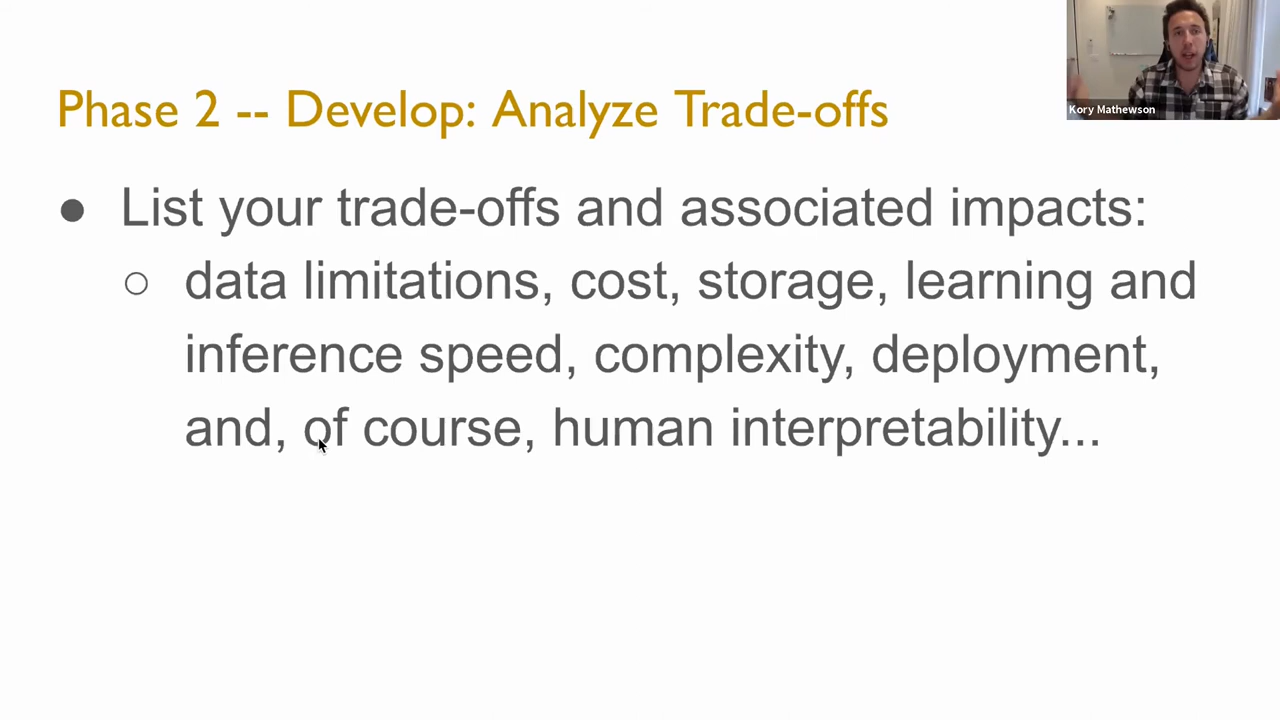 Phase 2 -- Develop: Analyze Trade-offs
Kory Mathewson
● List your trade-offs and associated impacts:
○ data limitations, cost, storage, learning and
inference speed, complexity, deployment,
and, of course, human interpretability...